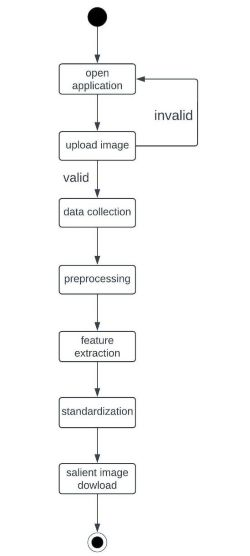 open
application
invalid
upload image
valid
data collection
preprocessing
feature
extraction
standardization
salient image
dowload